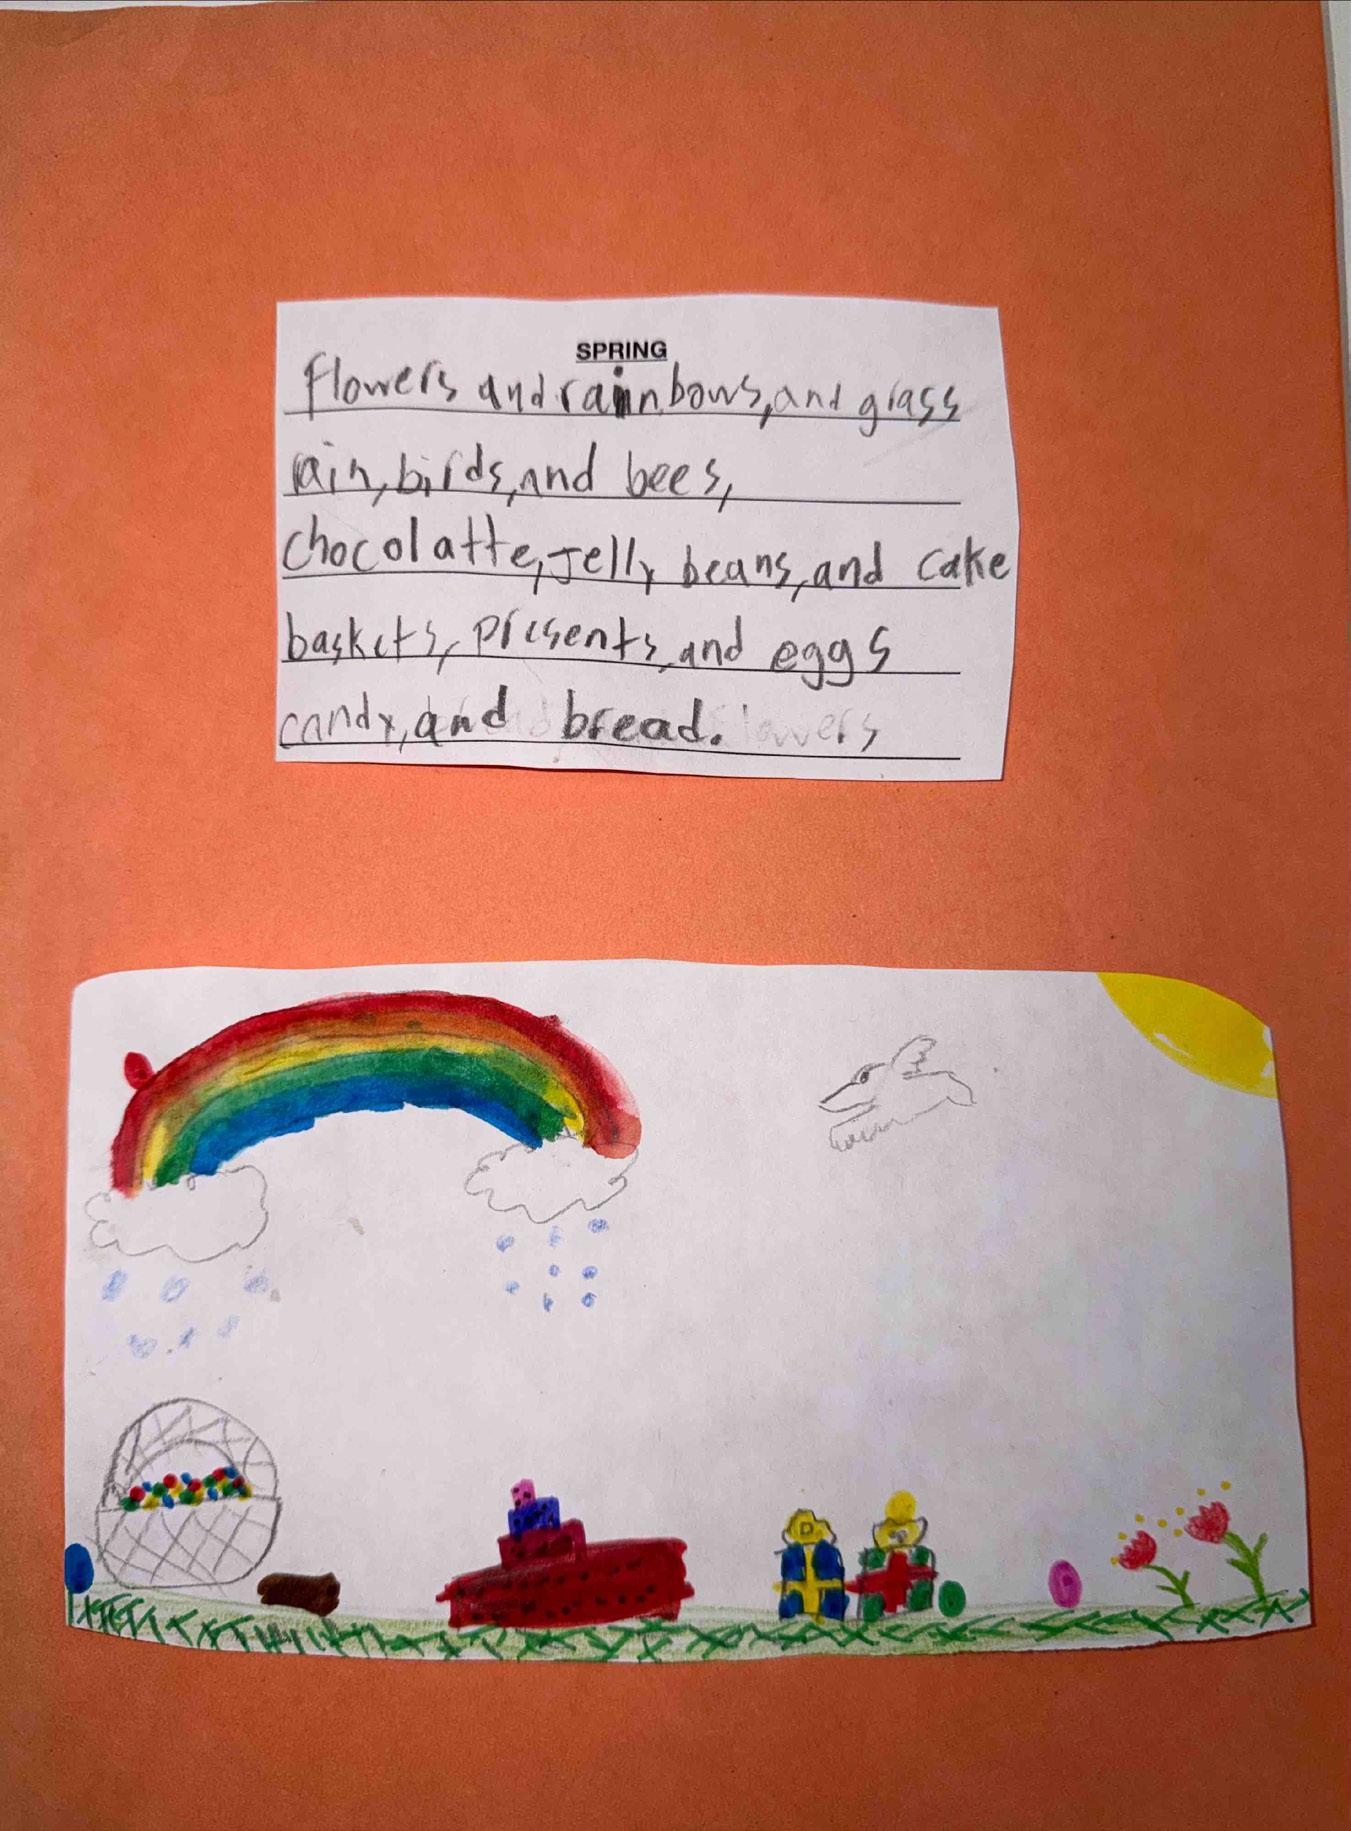 SPRING
flowers and rainbows, and grass
rain, birds, and bees,
chocolatte, Jelly beans, and cake
baskets, presents, and eggs
candy, and bread. flowers